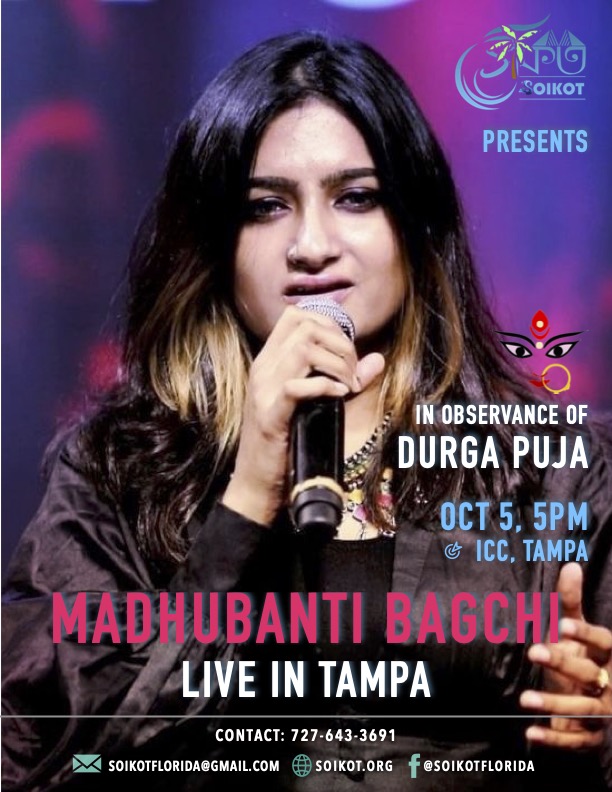 সৈকত
SOIKOT
PRESENTS
IN OBSERVANCE OF
DURGA PUJA
OCT 5, 5PM
@ ICC, TAMPA
MADHUBANTI BAGCHI
LIVE IN TAMPA
CONTACT: 727-643-3691
SOIKOTFLORIDA@GMAIL.COM SOIKOT.ORG @SOIKOTFLORIDA